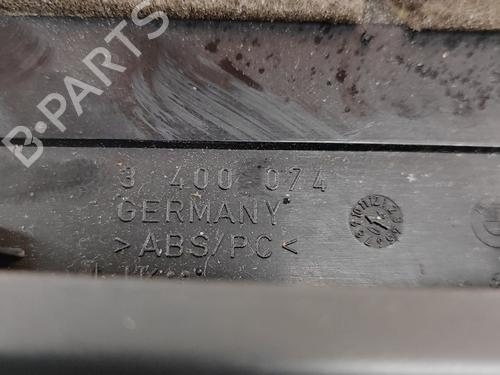 B-PARTS
3 400 074
GERMANY
>ABS/PC<